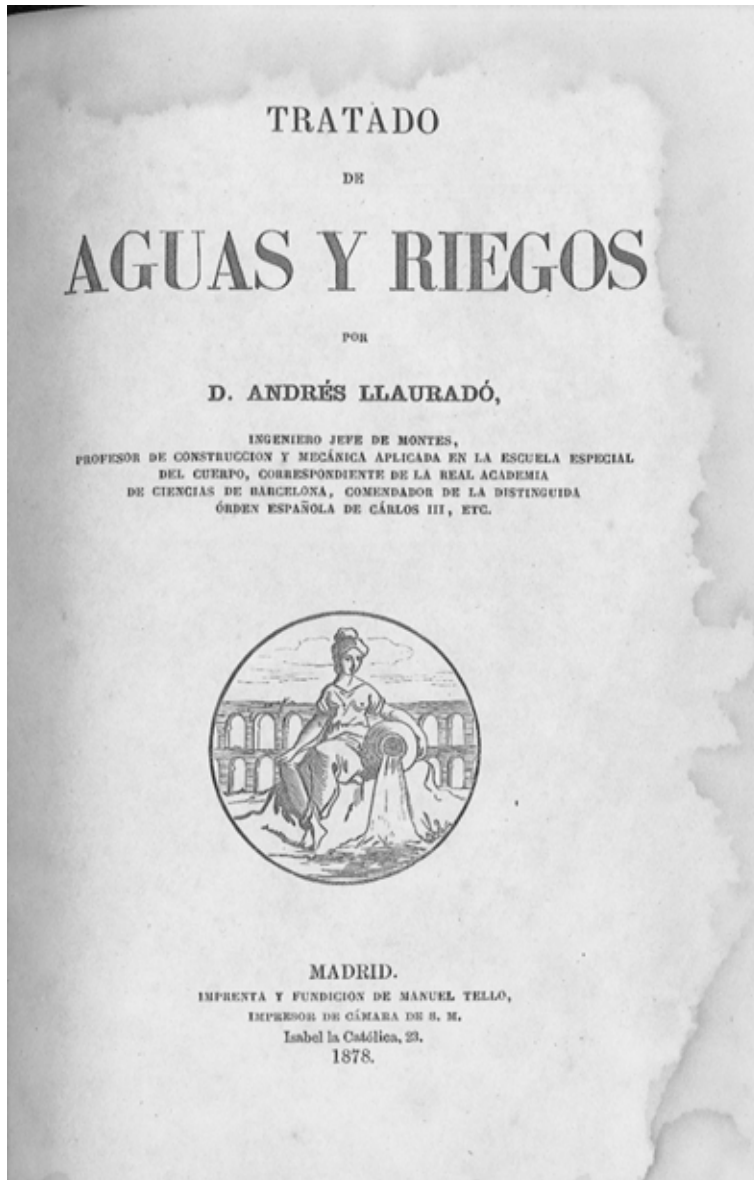 TRATADO
DE
AGUAS Y RIEGOS
POR
D. ANDRÉS LLAURADÓ,
INGENIERO JEFE DE MONTES,
PROFESOR DE CONSTRUCCION Y MECÁNICA APLICADA EN LA ESCUELA ESPECIAL
DEL CUERPO, CORRESPONDIENTE DE LA REAL ACADEMIA
DE CIENCIAS DE BARCELONA, COMENDADOR DE LA DISTINGUIDA
ÓRDEN ESPAÑOLA DE CÁRLOS III, ETC.
MADRID.
IMPRENTA Y FUNDICION DE MANUEL TELLO,
IMPRESOR DE CÁMARA DE S. M.
Isabel la Católica, 23.
1878.